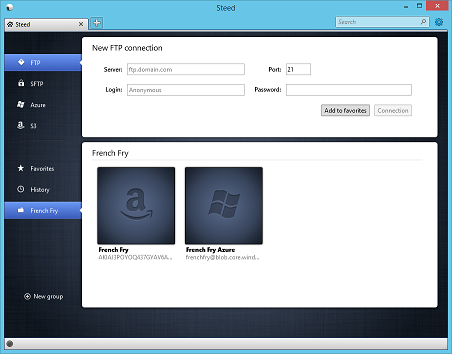 Steed
Steed
Search
FTP
SFTP
Azure
S3
Favorites
History
French Fry
New group
New FTP connection
Server: ftp.domain.com Port: 21
Login: Anonymous Password:
Add to favorites Connection
French Fry
French Fry
French Fry Azure
frenchfry@blob.core.wind...